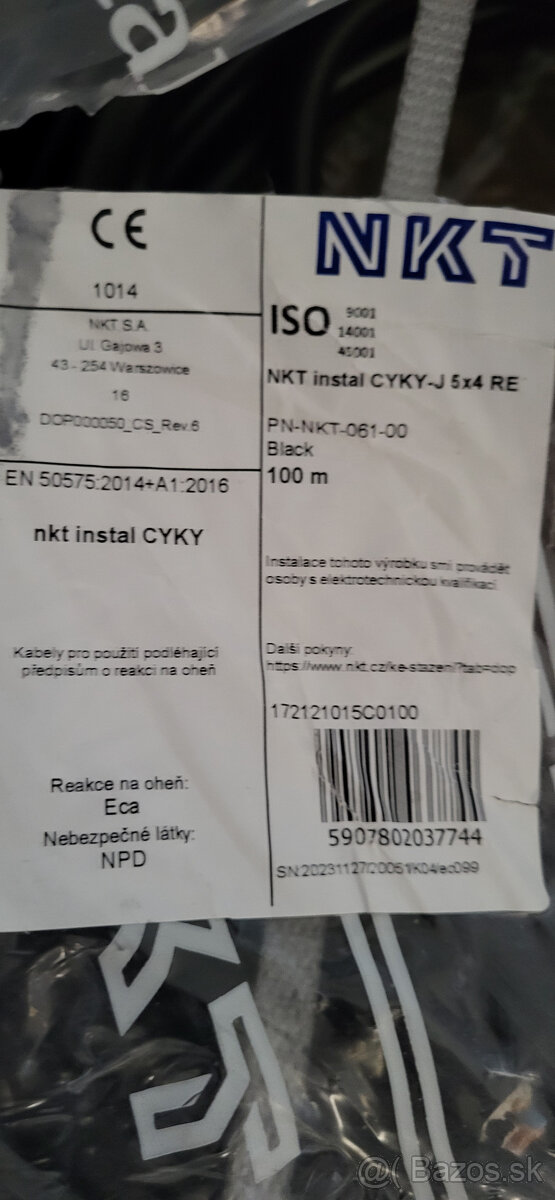 CE
1014
NKT S.A.
Ul. Gajowa 3
43 - 254 Warszowice
16
DOP000050_CS_Rev.6
EN 50575:2014+A1:2016
nkt instal CYKY
Kabely pro použití podléhající
předpisům o reakci na oheň
Reakce na oheň:
Eca
Nebezpečné látky:
NPD
NKT
ISO
9001
14001
45001
NKT instal CYKY-J 5x4 RE
PN-NKT-061-00
Black
100 m
Instalace tohoto výrobku smí provádět
osoby s elektrotechnickou kvalifikací.
Další pokyny:
https://www.nkt.cz/ke-stazeni?tab=dop
172121015C0100
5907802037744
Bazos.sk